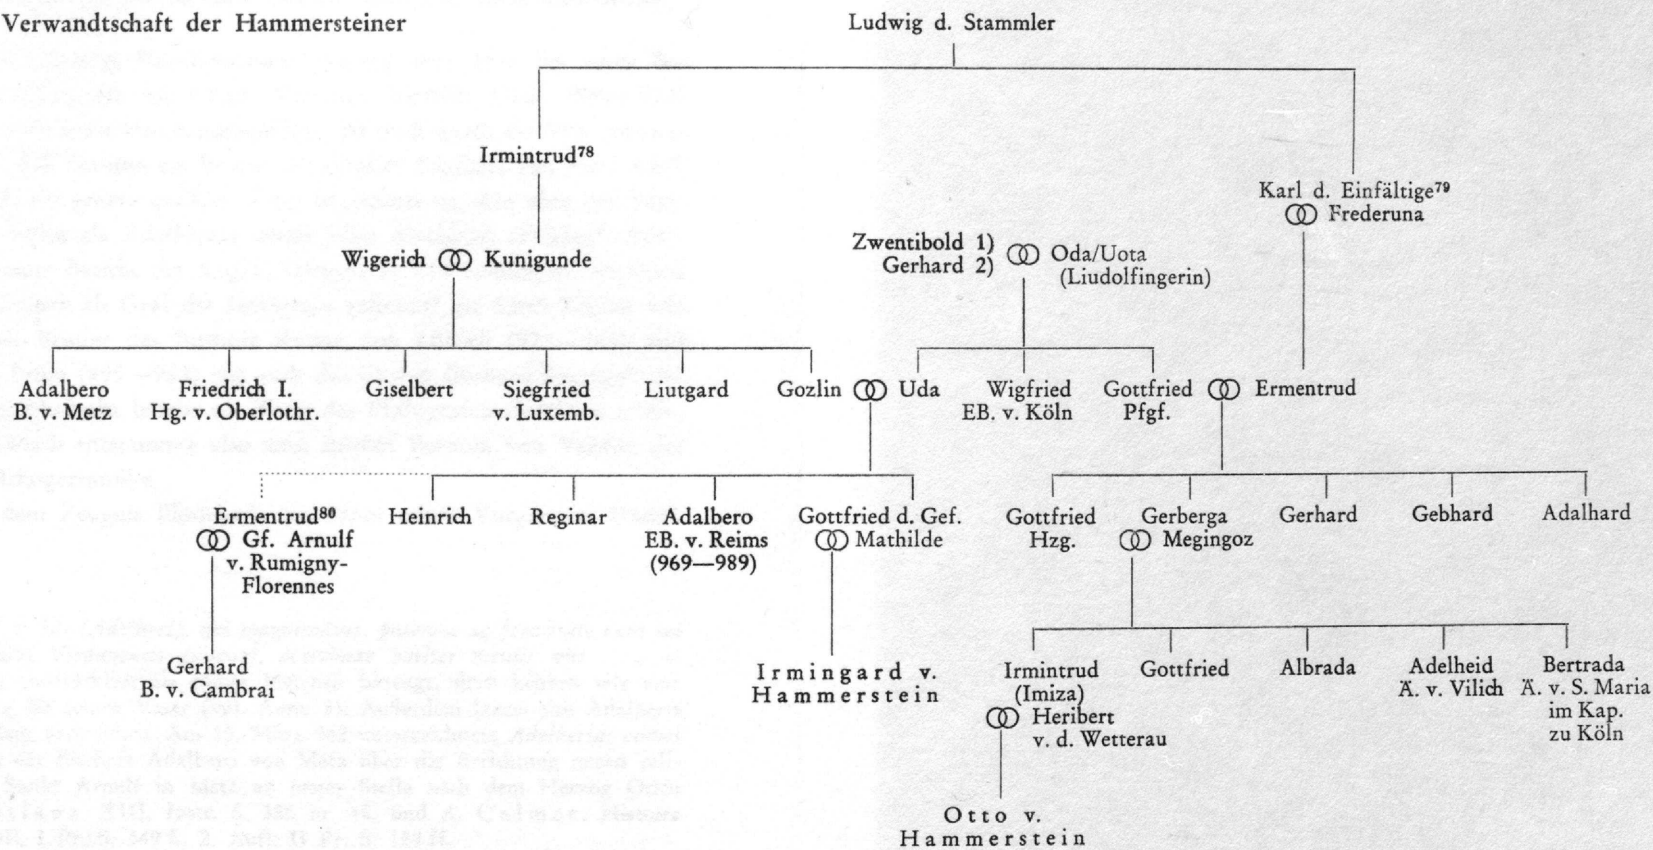 Verwandtschaft der Hammersteiner
Ludwig d. Stammler
Irmintrud⁷⁸
Karl d. Einfältige⁷⁹
Frederuna
Wigerich
Kunigunde
Zwentibold 1)
Gerhard 2)
Oda/Uota
(Liudolfingerin)
Adalbero
B. v. Metz
Friedrich I.
Hg. v. Oberlothr.
Giselbert
Siegfried
v. Luxemb.
Liutgard
Gozlin
Uda
Wigfried
EB. v. Köln
Gottfried
Pfgf.
Ermentrud
Ermentrud⁸⁰
Gf. Arnulf
v. Rumigny-
Florennes
Heinrich
Reginar
Adalbero
EB. v. Reims
(969—989)
Gottfried d. Gef.
Mathilde
Gottfried
Hzg.
Gerberga
Megingoz
Gerhard
Gebhard
Adalhard
Gerhard
B. v. Cambrai
Irmingard v.
Hammerstein
Irmintrud
(Imiza)
Heribert
v. d. Wetterau
Gottfried
Albrada
Adelheid
Ä. v. Vilich
Bertrada
Ä. v. S. Maria
im Kap.
zu Köln
Otto v.
Hammerstein